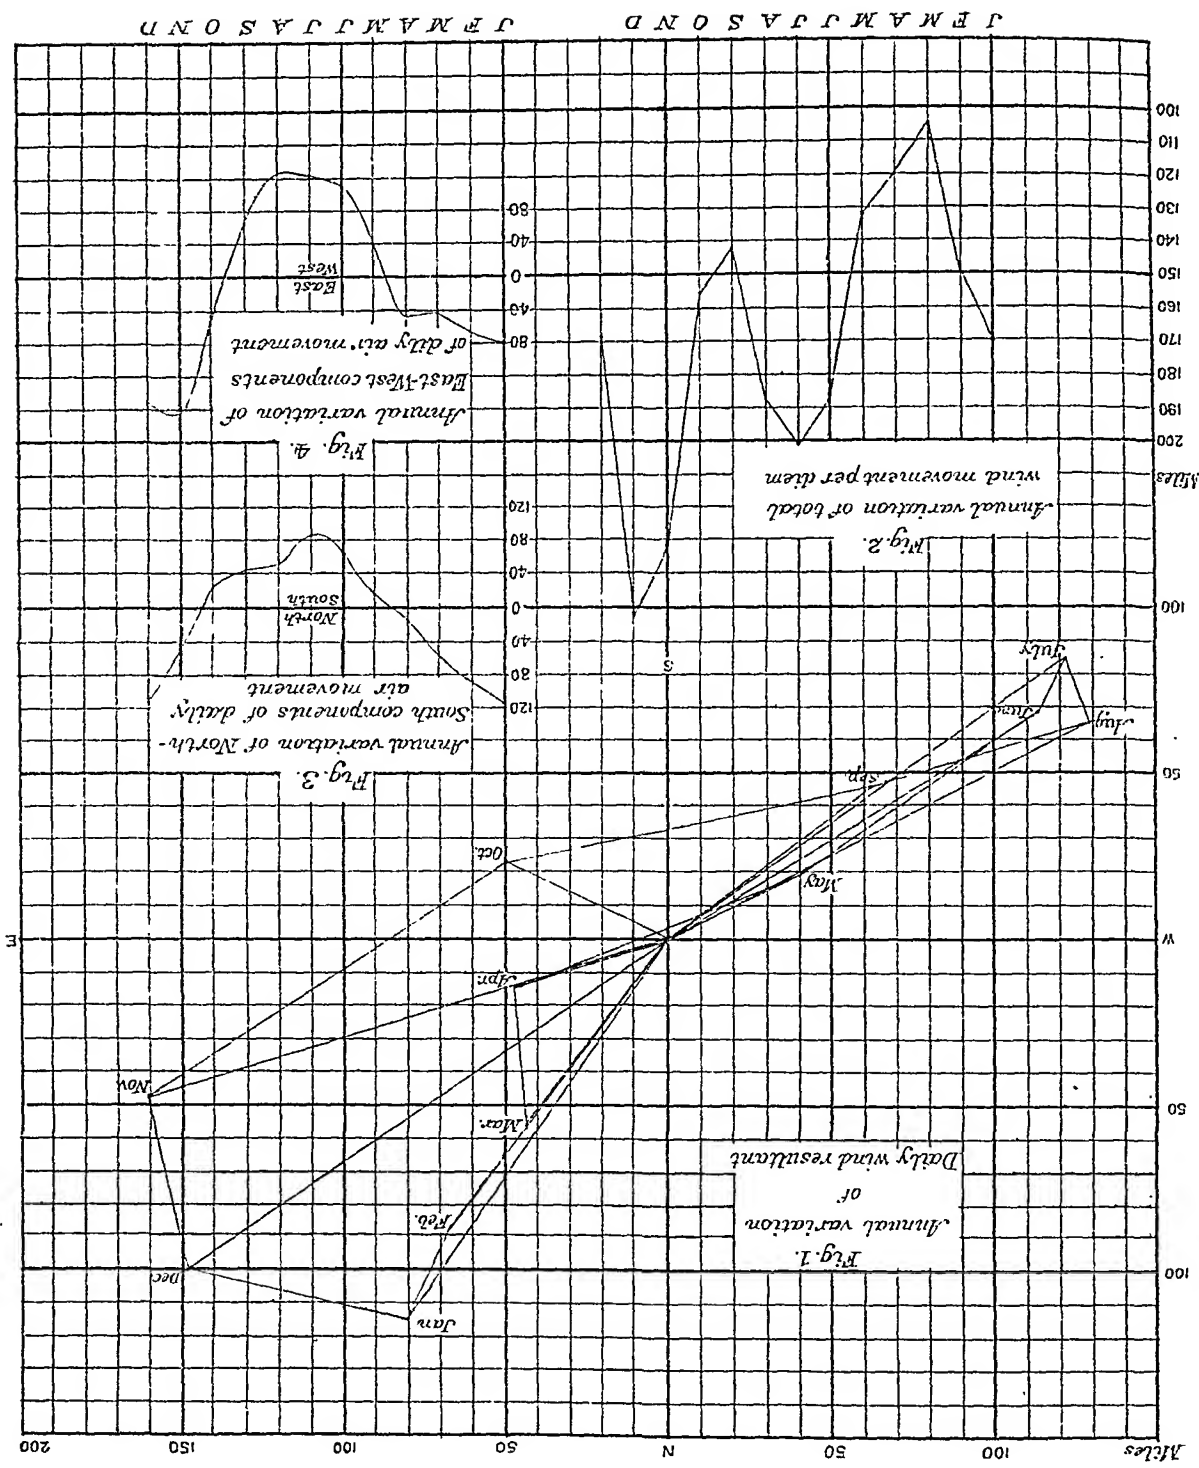 Miles 100 50 N 50 100 150 200
Jan
Fig. 1.
Annual variation
of
Daily wind resultant
100
Dec
Feb.
Mar.
50
Nov.
Apr.
W
E
May
Oct.
Sep.
50
Aug
June
July
S
100
Fig. 2.
Annual variation of total
wind movement per diem
Miles
200
190
180
170
160
150
140
130
120
110
100
J F M A M J J A S O N D
Fig. 3.
Annual variation of North-
South components of daily
air movement
120
80
40
0
40
80
120
North
South
Fig. 4.
Annual variation of
East-West components
of dily air movement
80
40
0
40
80
East
West
J F M A M J J A S O N D